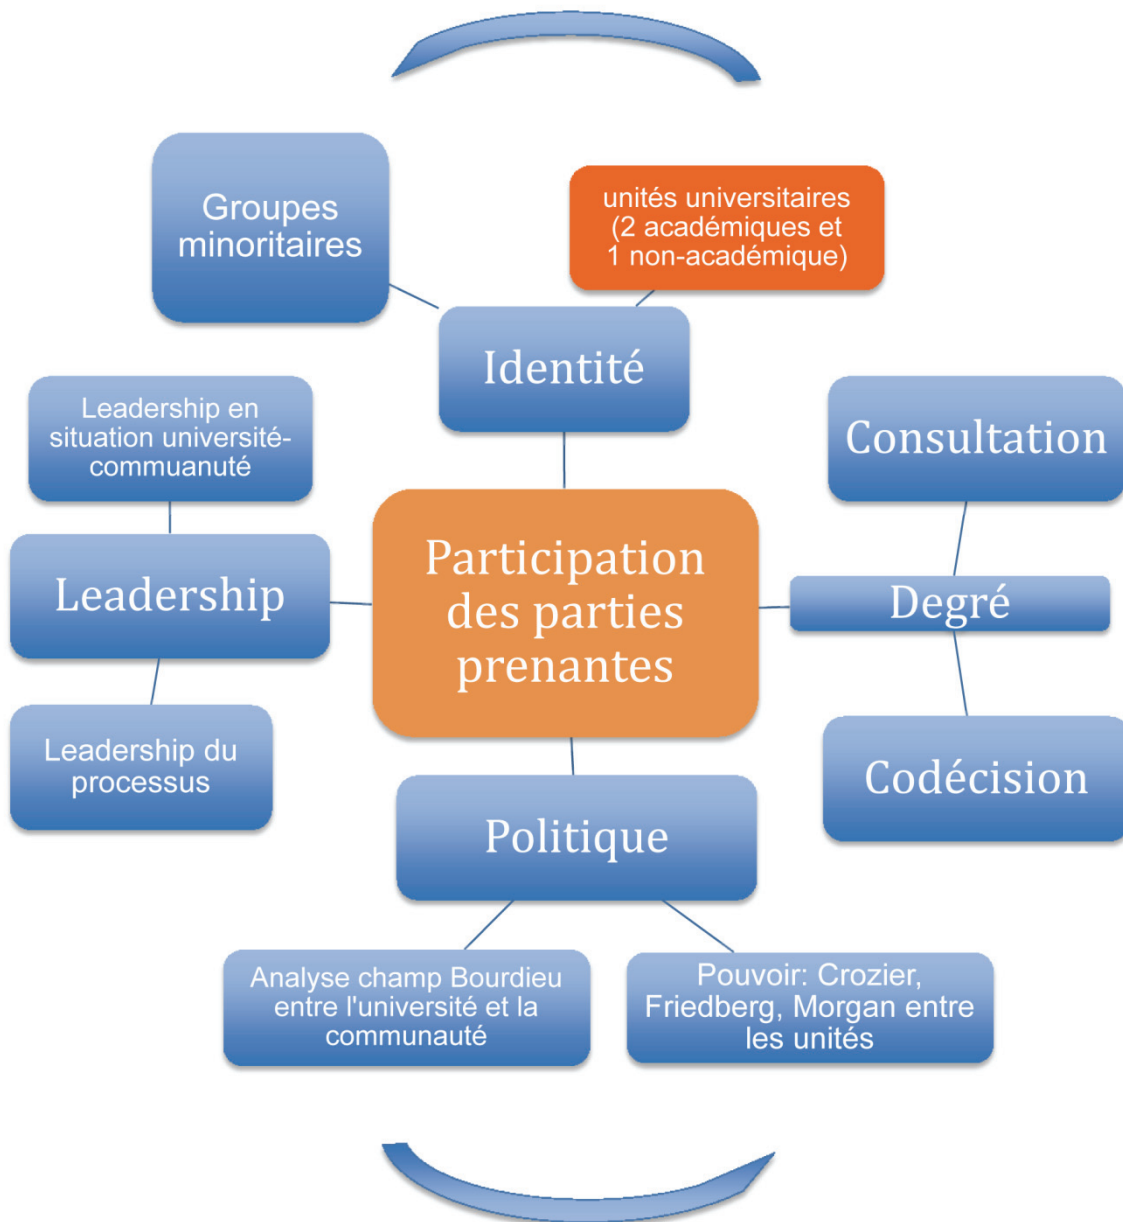 Groupes
minoritaires
unités universitaires
(2 académiques et
1 non-académique)
Identité
Leadership en
situation université-
commuanuté
Consultation
Leadership
Participation
des parties
prenantes
Degré
Leadership du
processus
Codécision
Politique
Analyse champ Bourdieu
entre l'université et la
communauté
Pouvoir: Crozier,
Friedberg, Morgan entre
les unités